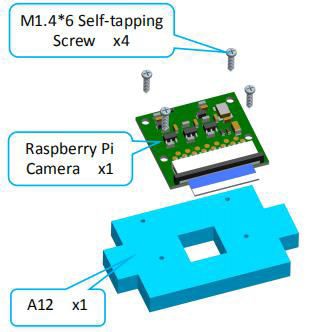 M1.4*6 Self-tapping
Screw x4
Raspberry Pi
Camera x1
A12 x1